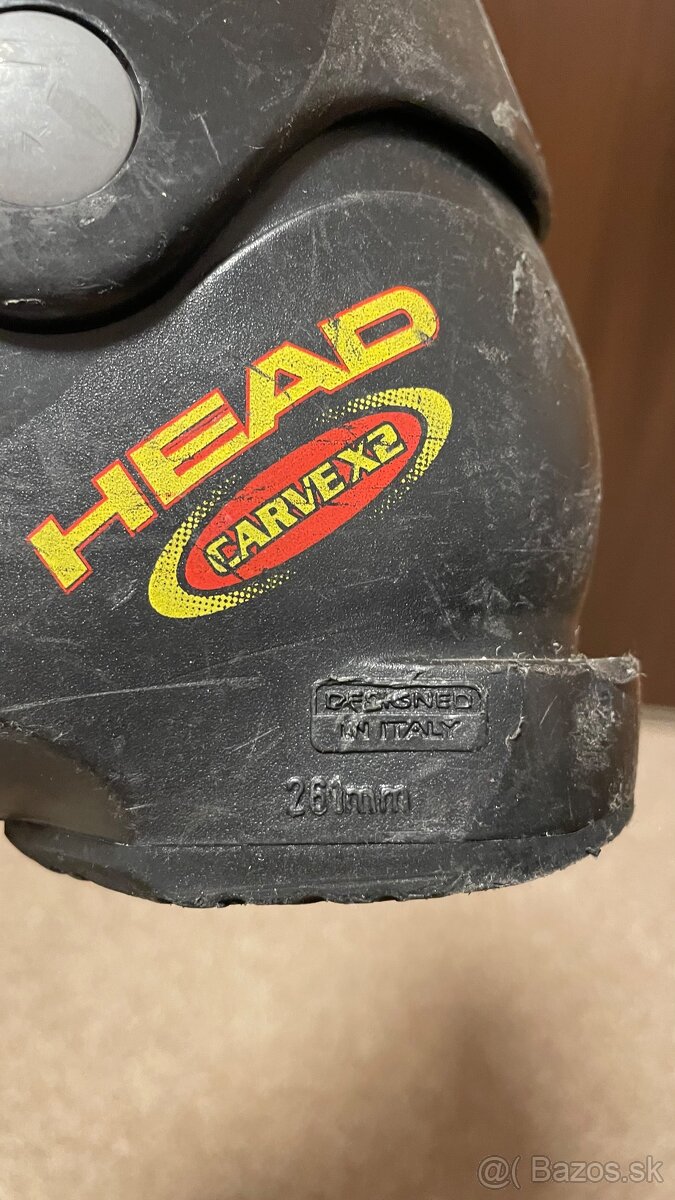 HEAD
CARVE X2
DESIGNED
IN ITALY
261mm
@( Bazos.sk